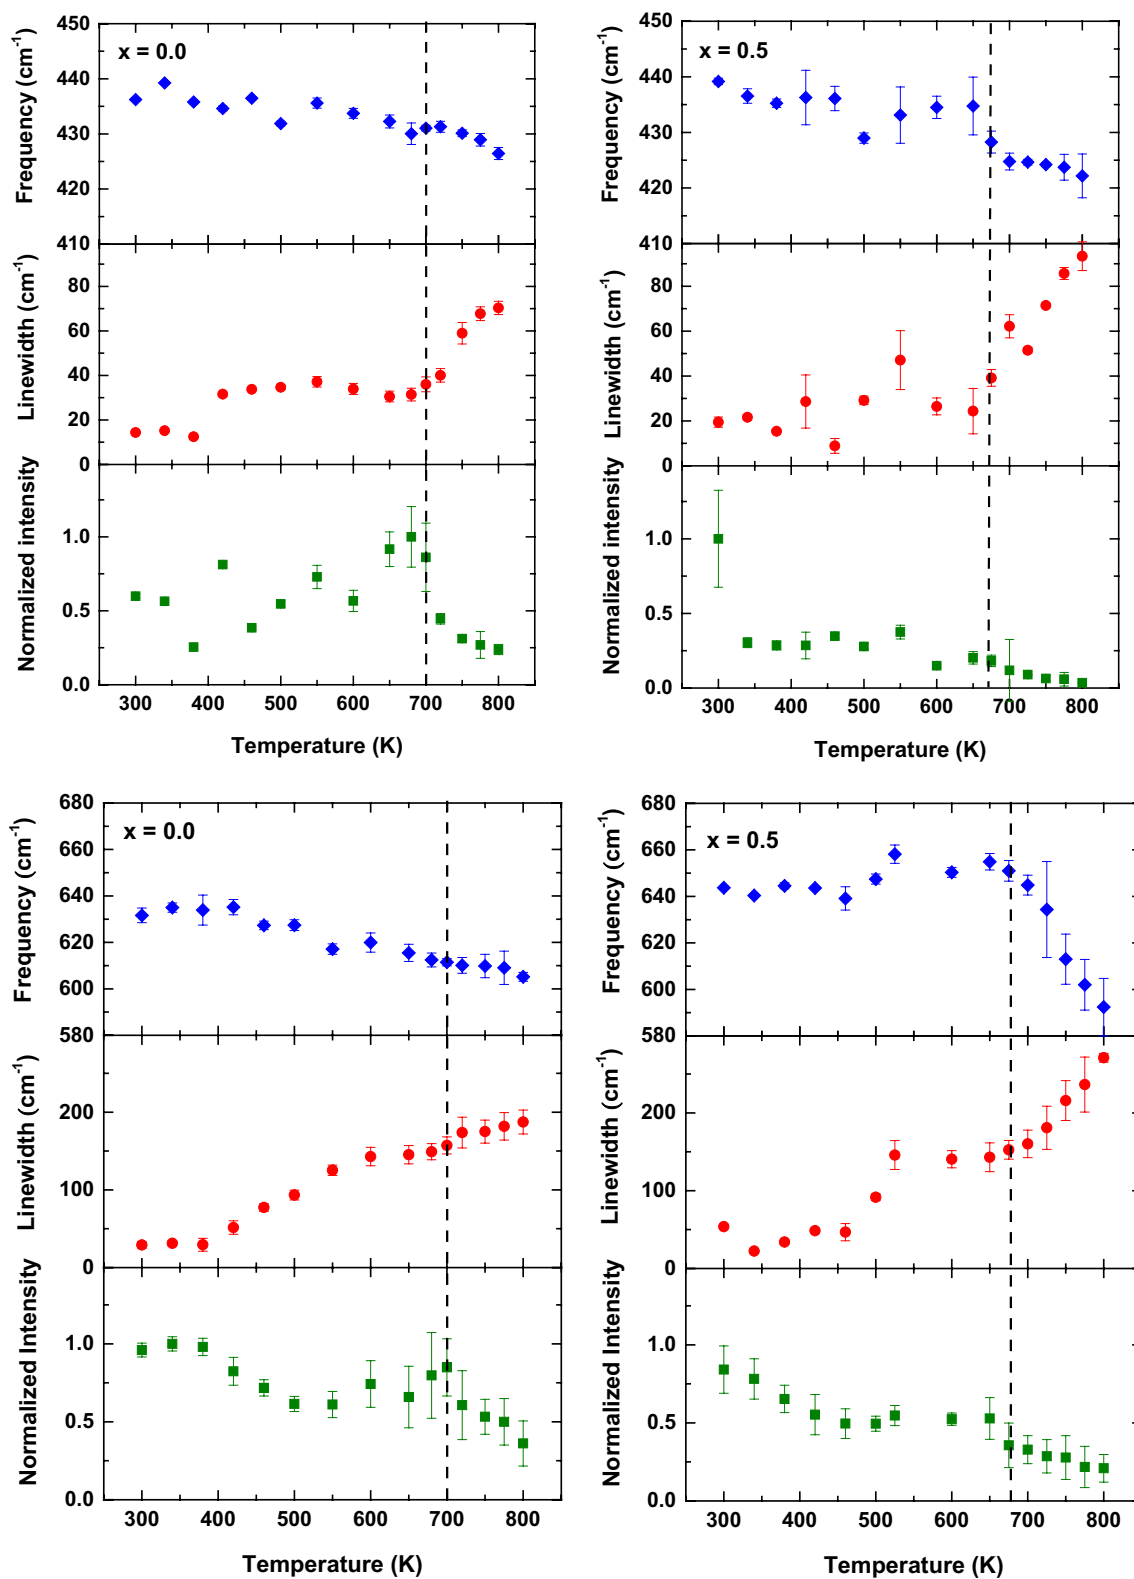 450
440
430
420
410
Frequency (cm⁻¹)
x = 0.0
80
60
40
20
0
Linewidth (cm⁻¹)
1.0
0.5
0.0
Normalized intensity
300 400 500 600 700 800
Temperature (K)
450
440
430
420
410
Frequency (cm⁻¹)
x = 0.5
80
60
40
20
0
Linewidth (cm⁻¹)
1.0
0.5
0.0
Normalized intensity
300 400 500 600 700 800
Temperature (K)
680
660
640
620
600
580
Frequency (cm⁻¹)
x = 0.0
200
100
0
Linewidth (cm⁻¹)
1.0
0.5
0.0
Normalized Intensity
300 400 500 600 700 800
Temperature (K)
680
660
640
620
600
580
Frequency (cm⁻¹)
x = 0.5
200
100
0
Linewidth (cm⁻¹)
1.0
0.5
0.0
Normalized Intensity
300 400 500 600 700 800
Temperature (K)